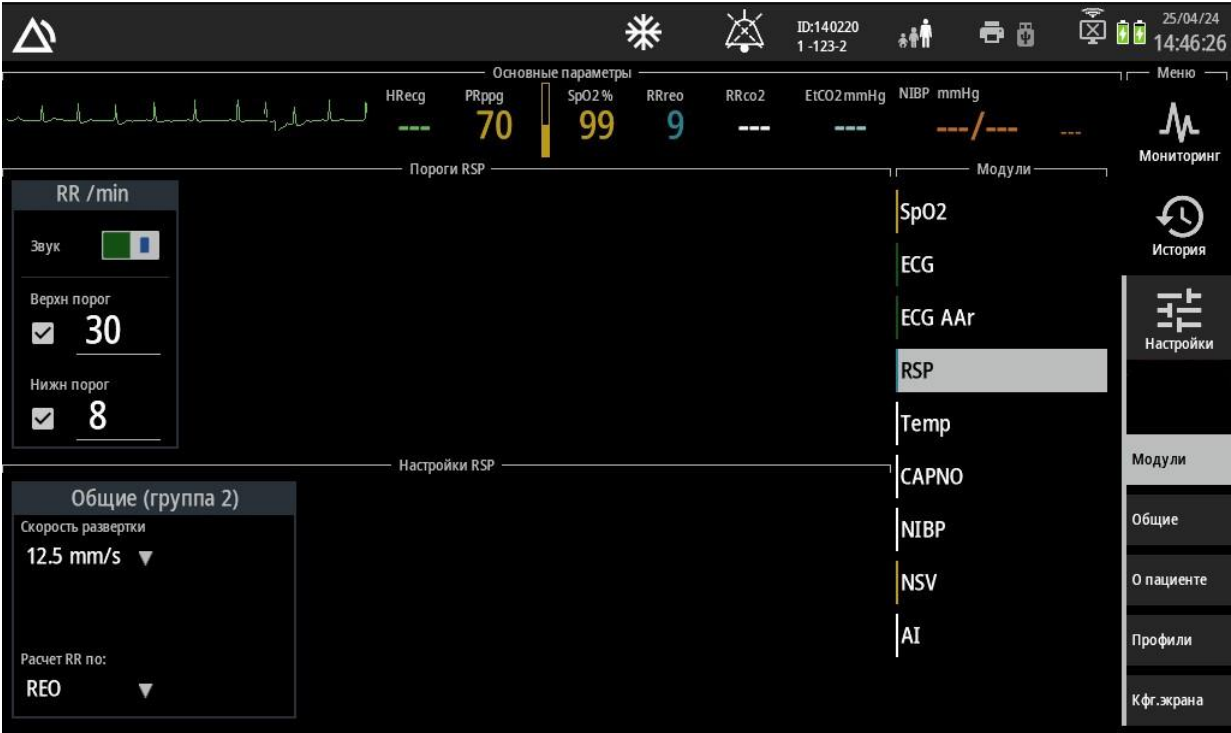 ID:140220
1 -123-2
25/04/24
14:46:26
Основные параметры
Меню
HRecg PRppg SpO2 % RRreo RRco2 EtCO2 mmHg NIBP mmHg
--- 70 99 9 --- --- ---/--- ---
Мониторинг
Пороги RSP
Модули
RR /min
SpO2
Звук
История
ECG
Верхн порог
30
ECG AAr
Настройки
Нижн порог
8
RSP
Temp
Настройки RSP
Модули
CAPNO
Общие (группа 2)
Скорость развертки
12.5 mm/s
Общие
NIBP
NSV
О пациенте
AI
Профили
Расчет RR по:
REO
Кфг.экрана